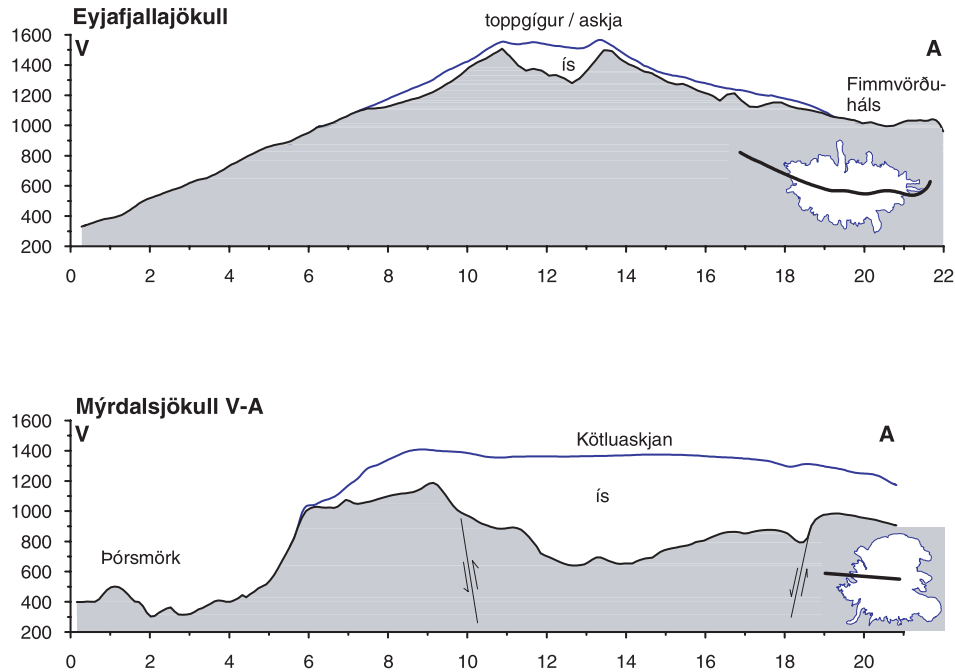 Eyjafjallajökull
toppgígur / askja
V
A
ís
Fimmvörðu-
háls
1600
1400
1200
1000
800
600
400
200
0 2 4 6 8 10 12 14 16 18 20 22
Mýrdalsjökull V-A
V
A
Kötluaskjan
ís
Þórsmörk
1600
1400
1200
1000
800
600
400
200
0 2 4 6 8 10 12 14 16 18 20